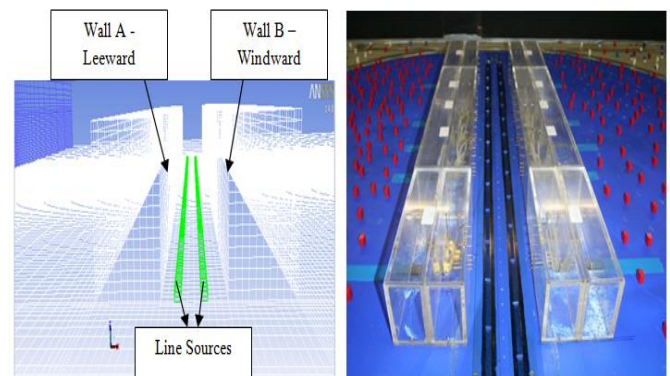 Wall A -
Leeward
Wall B –
Windward
Line Sources